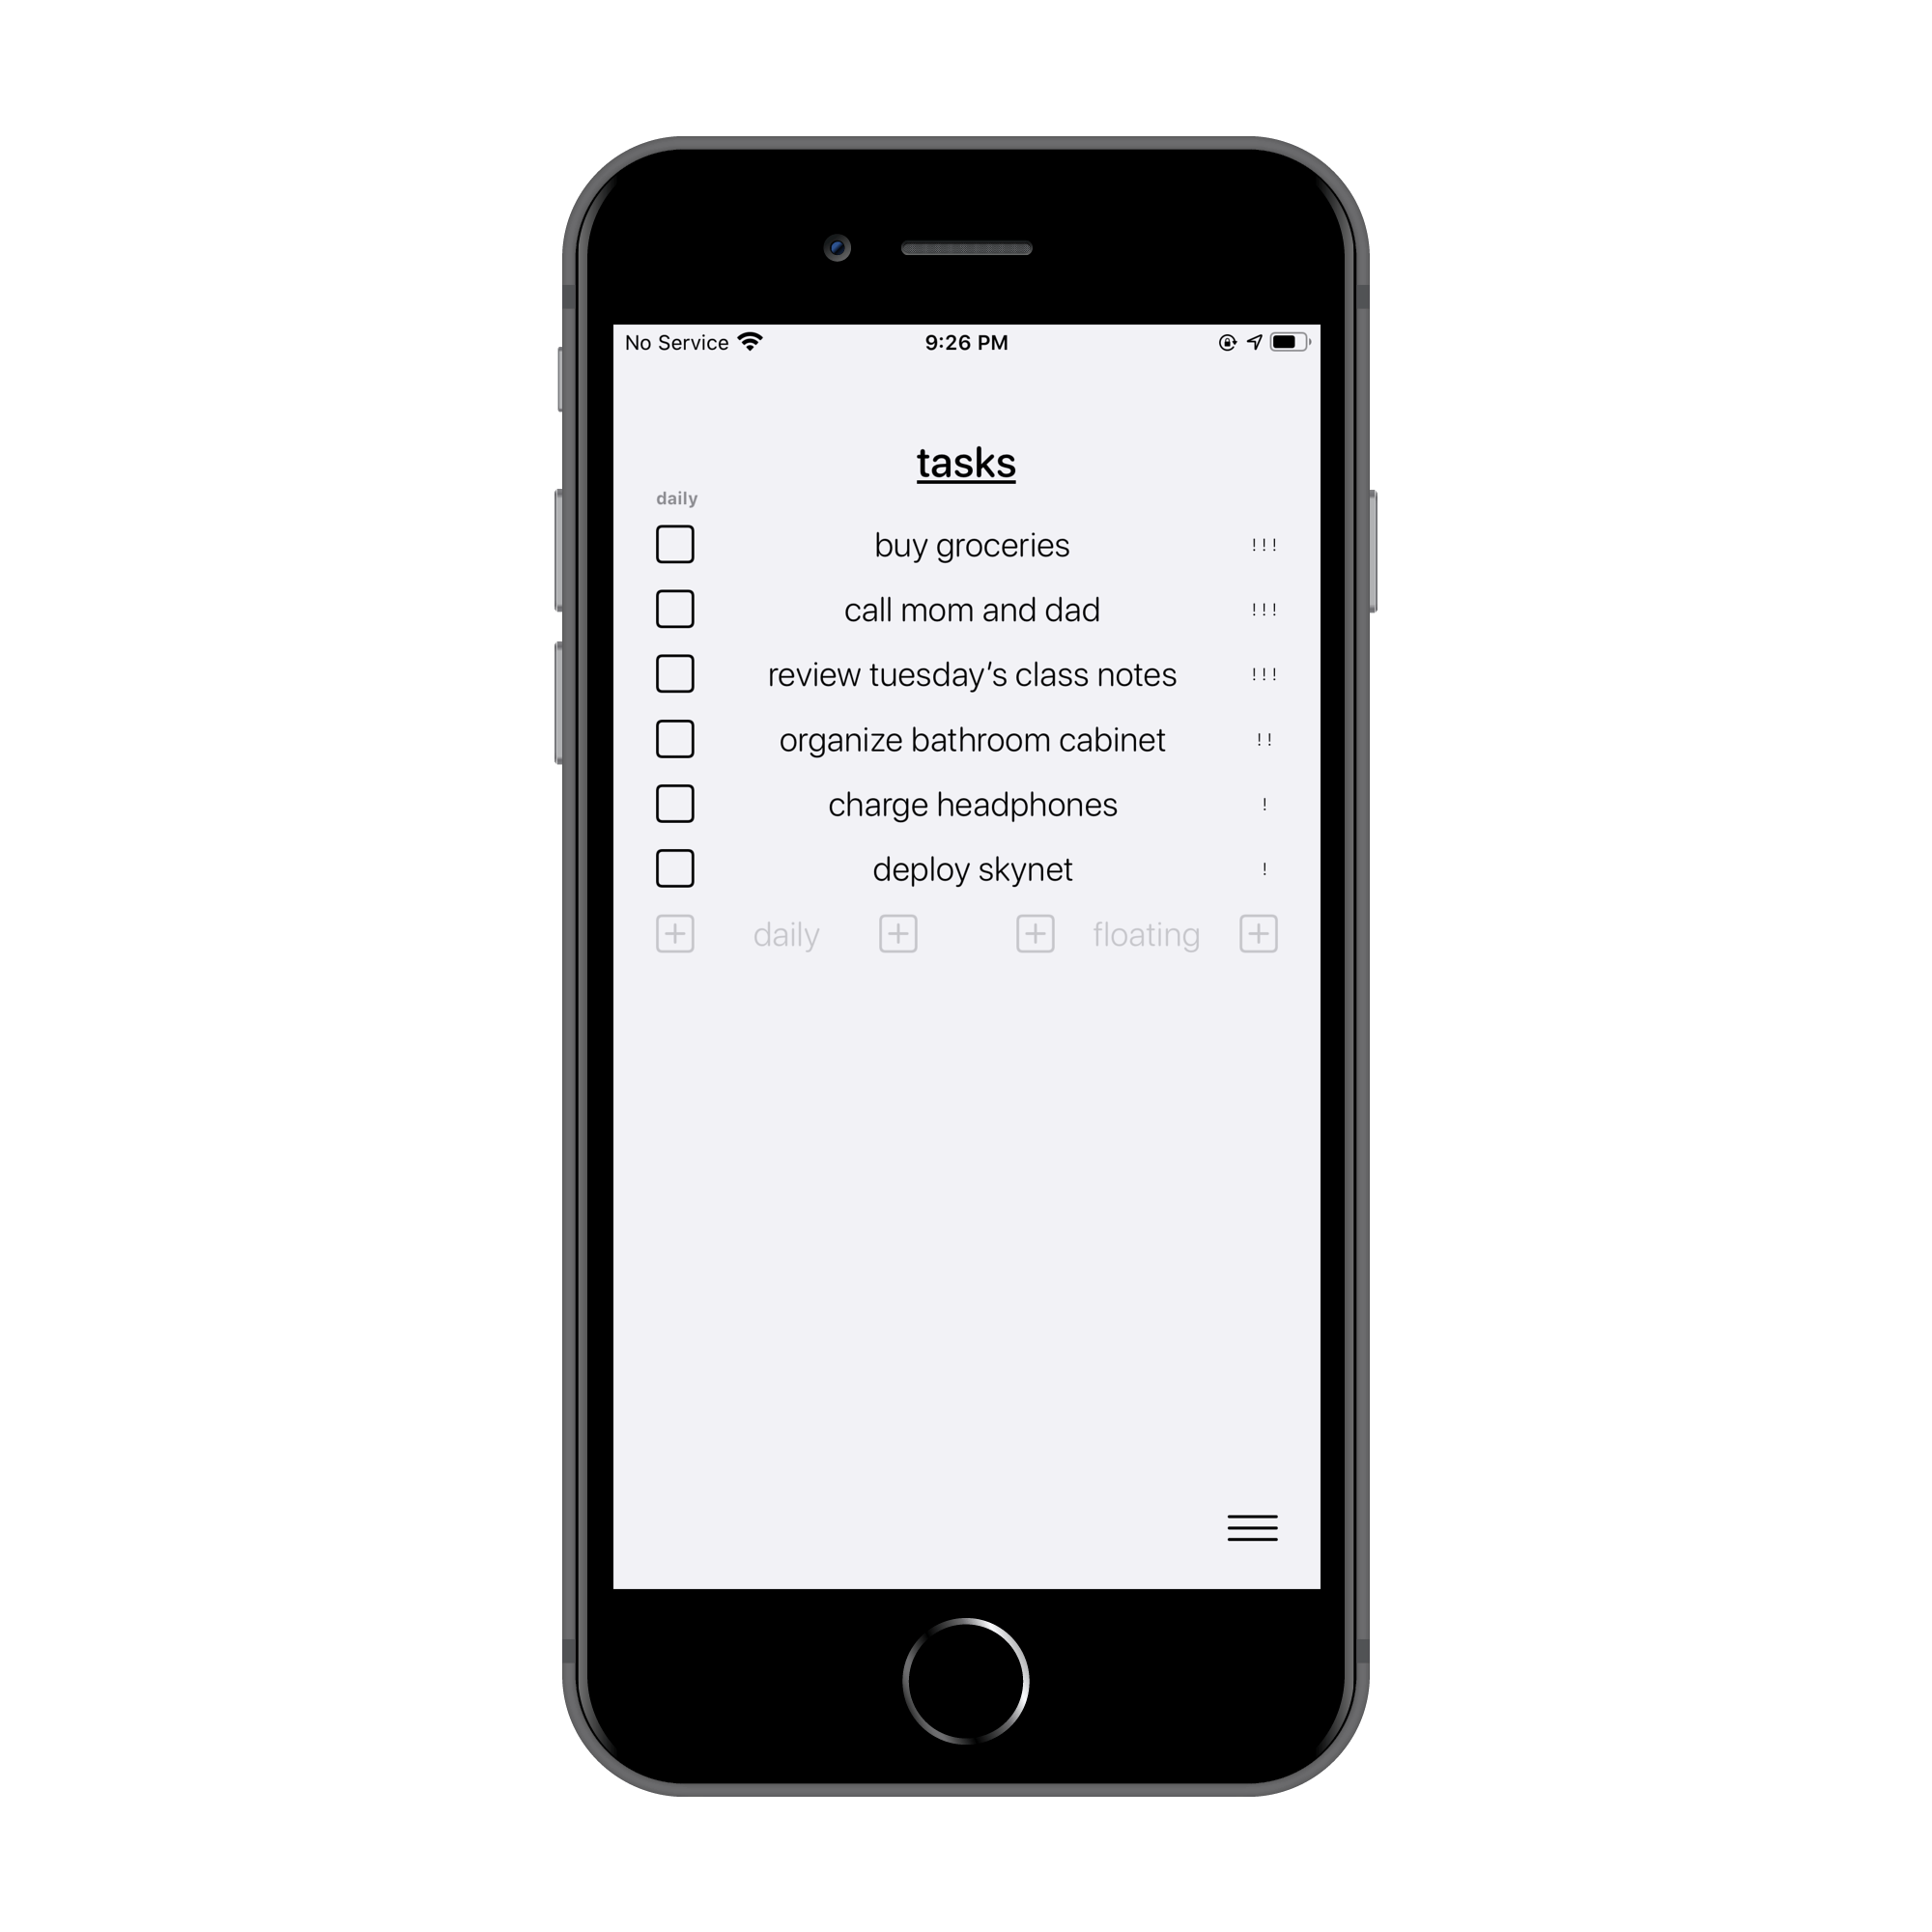 No Service 9:26 PM
tasks
daily
buy groceries !!!
call mom and dad !!!
review tuesday’s class notes !!!
organize bathroom cabinet !!
charge headphones !
deploy skynet !
+ daily + + floating +